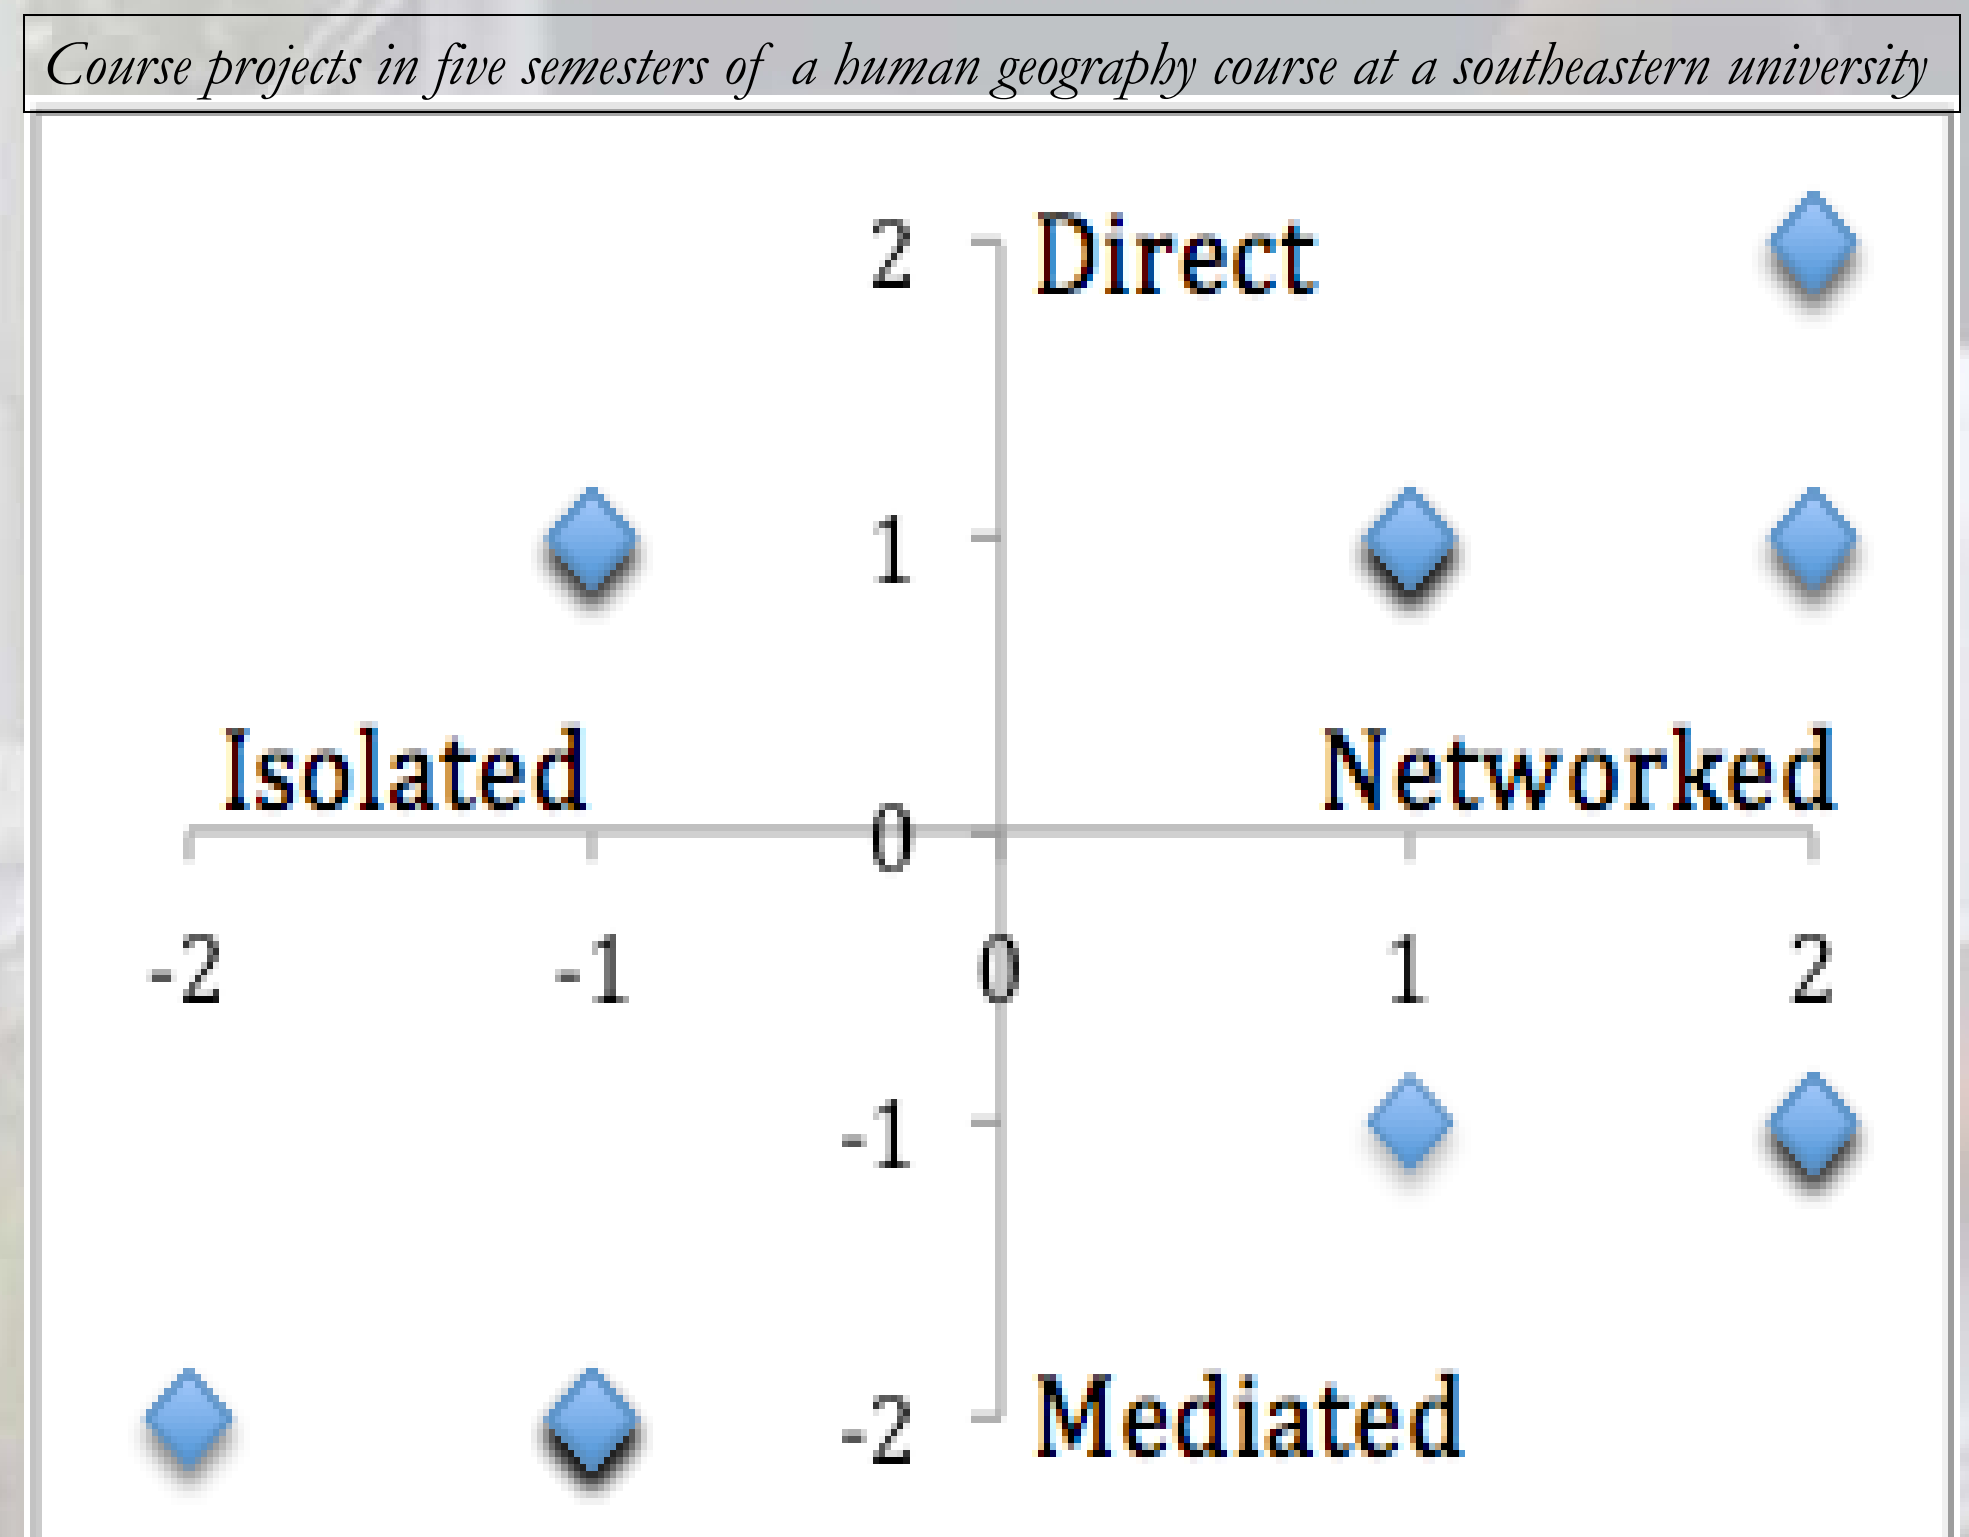 Course projects in five semesters of a human geography course at a southeastern university
2 Direct
1
Isolated Networked
0
-2 -1 0 1 2
-1
-2 Mediated